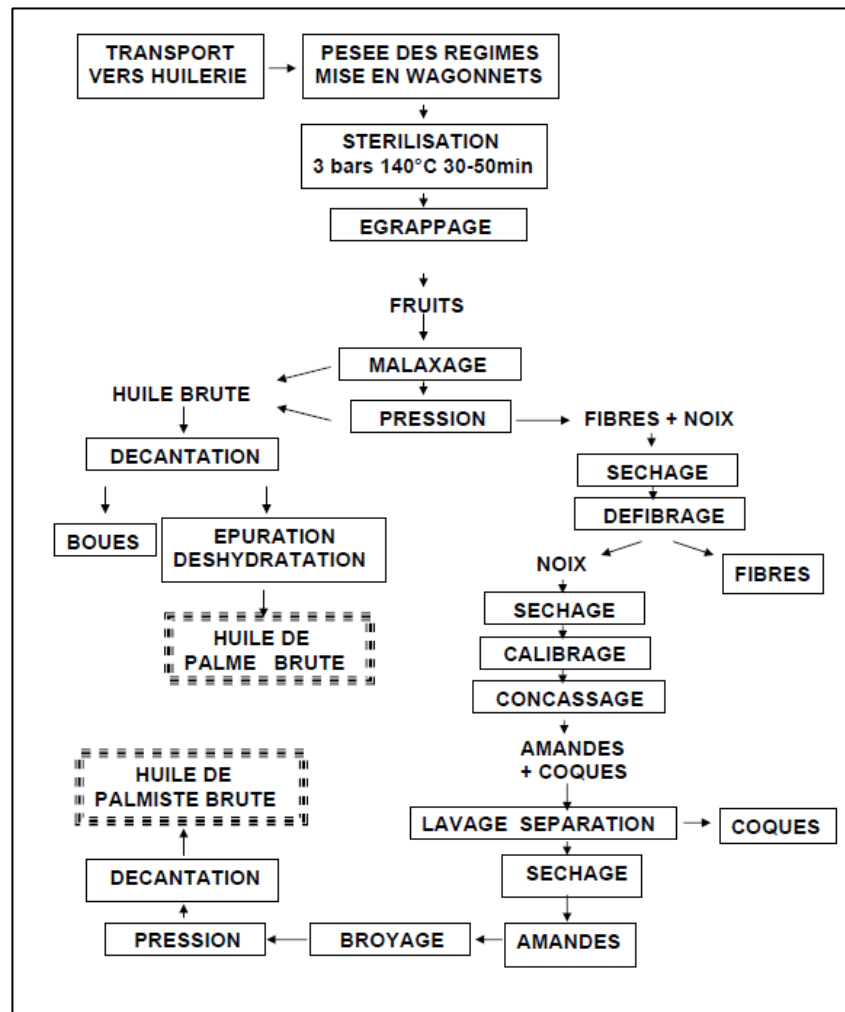 TRANSPORT
VERS HUILERIE
PESEE DES REGIMES
MISE EN WAGONNETS
STERILISATION
3 bars 140°C 30-50min
EGRAPPAGE
FRUITS
MALAXAGE
HUILE BRUTE
PRESSION
FIBRES + NOIX
DECANTATION
SECHAGE
DEFIBRAGE
BOUES
EPURATION
DESHYDRATATION
NOIX
FIBRES
SECHAGE
HUILE DE
PALME BRUTE
CALIBRAGE
CONCASSAGE
AMANDES
+ COQUES
HUILE DE
PALMISTE BRUTE
LAVAGE SEPARATION
COQUES
SECHAGE
DECANTATION
PRESSION
BROYAGE
AMANDES